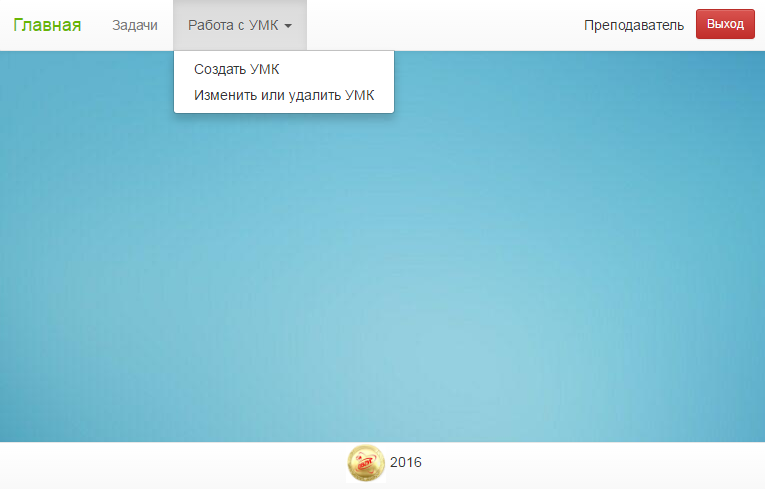 Главная Задачи Работа с УМК Преподаватель Выход
Создать УМК
Изменить или удалить УМК
2016